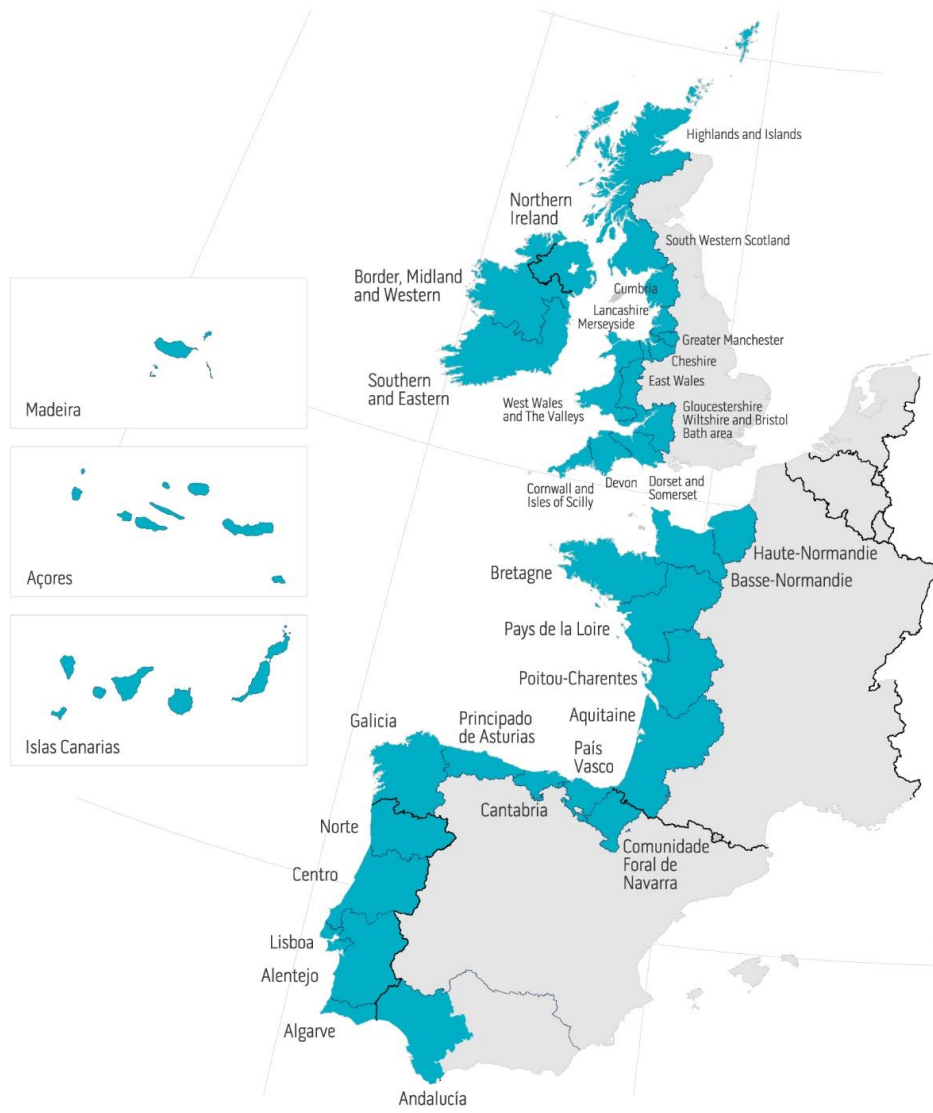 Highlands and Islands
Northern
Ireland
South Western Scotland
Border, Midland
and Western
Cumbria
Lancashire
Merseyside
Greater Manchester
Cheshire
Southern
and Eastern
East Wales
West Wales
and The Valleys
Gloucestershire
Wiltshire and Bristol
Bath area
Madeira
Cornwall and
Isles of Scilly
Devon
Dorset and
Somerset
Haute-Normandie
Açores
Bretagne
Basse-Normandie
Pays de la Loire
Poitou-Charentes
Islas Canarias
Galicia
Principado
de Asturias
Aquitaine
País
Vasco
Cantabria
Norte
Comunidade
Foral de
Navarra
Centro
Lisboa
Alentejo
Algarve
Andalucía